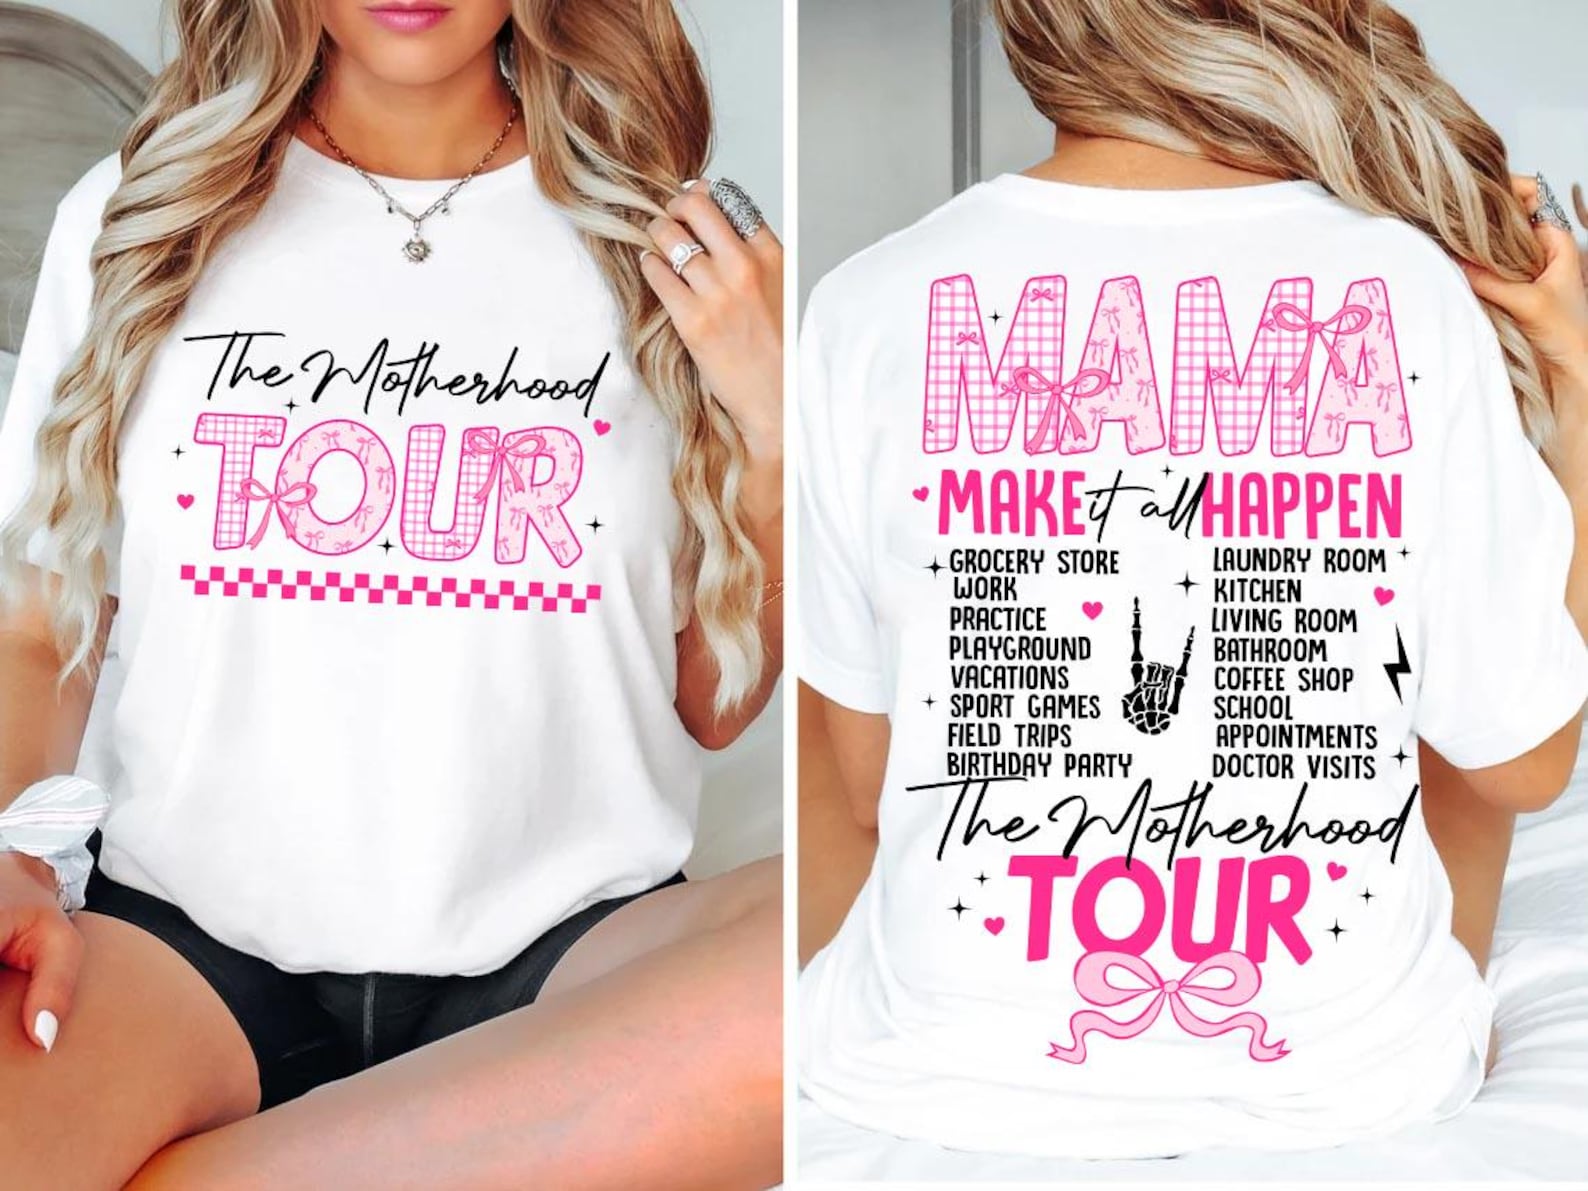 The Motherhood
TOUR
MAMA
MAKE it all HAPPEN
GROCERY STORE
WORK
PRACTICE
PLAYGROUND
VACATIONS
SPORT GAMES
FIELD TRIPS
BIRTHDAY PARTY
LAUNDRY ROOM
KITCHEN
LIVING ROOM
BATHROOM
COFFEE SHOP
SCHOOL
APPOINTMENTS
DOCTOR VISITS
The Motherhood
TOUR